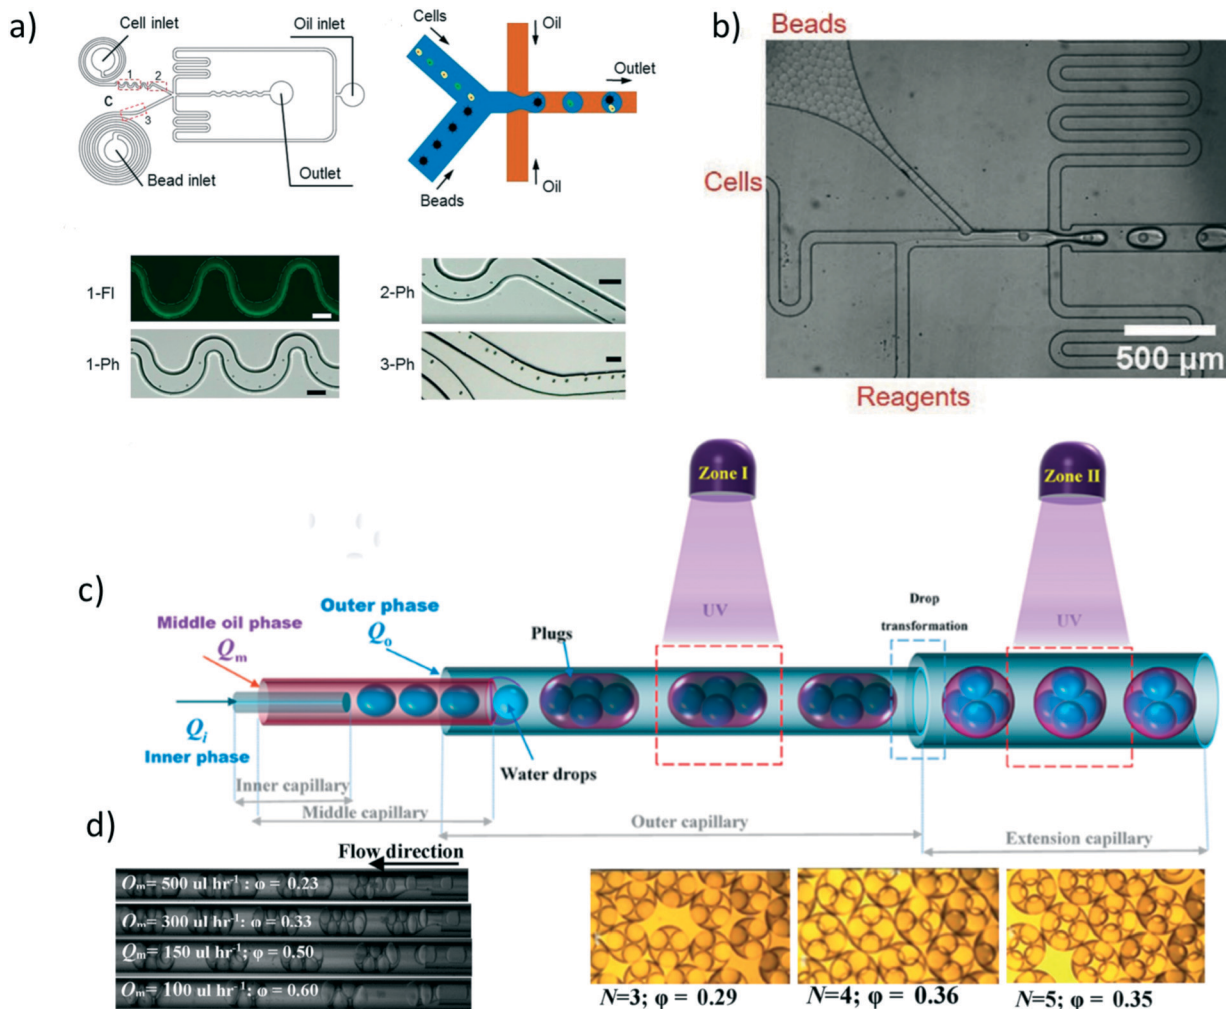 a)
Cell inlet
Oil inlet
1
2
C
3
Bead inlet
Outlet
Cells
Oil
Outlet
Beads
Oil
1-Fl
2-Ph
1-Ph
3-Ph
b)
Beads
Cells
500 µm
Reagents
Zone I
Zone II
c)
Middle oil phase
Qm
Outer phase
Qo
Plugs
UV
Drop
transformation
UV
Qi
Inner phase
Water drops
Inner capillary
Middle capillary
Outer capillary
Extension capillary
d)
Flow direction
Qm= 500 ul hr-1 : φ = 0.23
Qm= 300 ul hr-1: φ = 0.33
Qm= 150 ul hr-1: φ = 0.50
Qm= 100 ul hr-1: φ = 0.60
N=3; φ = 0.29
N=4; φ = 0.36
N=5; φ = 0.35